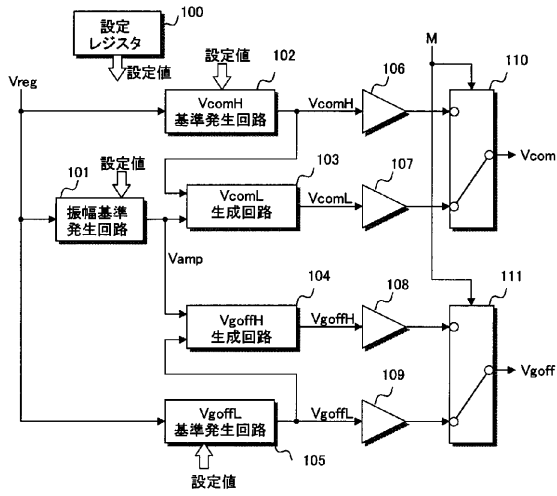 設定
レジスタ
100
設定値
M
Vreg
設定値
102
VcomH
基準発生回路
VcomH
106
110
設定値
101
振幅基準
発生回路
103
VcomL
生成回路
VcomL
107
Vcom
Vamp
104
VgoffH
生成回路
VgoffH
108
111
VgoffL
基準発生回路
VgoffL
109
Vgoff
105
設定値